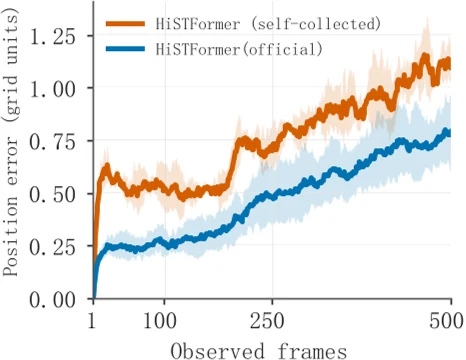 HiSTFormer (self-collected)
HiSTFormer(official)
Position error (grid units)
1.25
1.00
0.75
0.50
0.25
0.00
1 100 250 500
Observed frames